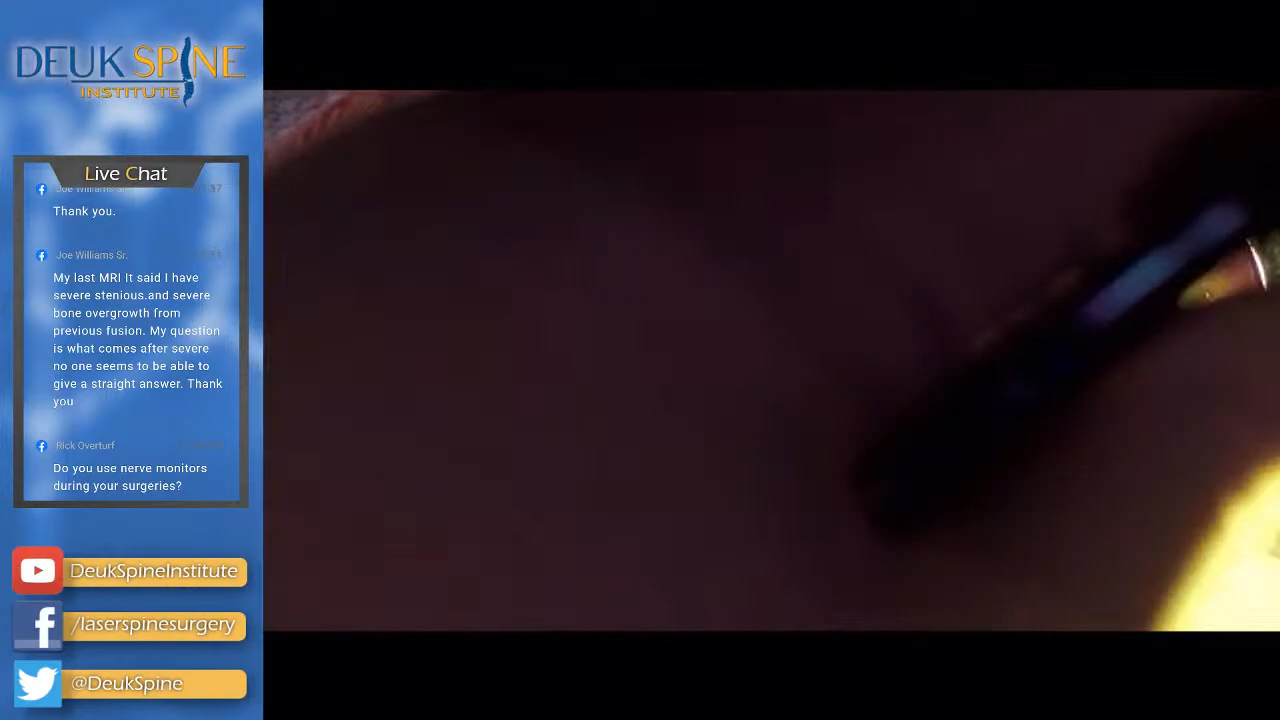 DEUK SPINE
INSTITUTE
Live Chat
Joe Williams Sr.
Thank you.
Joe Williams Sr.
My last MRI It said I have
severe stenious.and severe
bone overgrowth from
previous fusion. My question
is what comes after severe
no one seems to be able to
give a straight answer. Thank
you
Rick Overturf
Do you use nerve monitors
during your surgeries?
DeukSpineInstitute
/laserspinesurgery
@DeukSpine